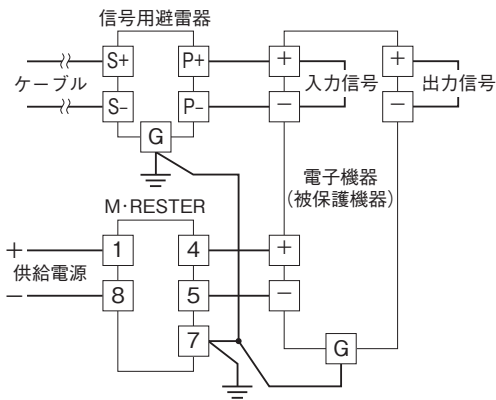 信号用避雷器
S+ P+ + +
ケーブル 入力信号 出力信号
S− P− − −
G
電子機器
(被保護機器)
M･RESTER
+ 1 4 +
供給電源
− 8 5 −
7 G